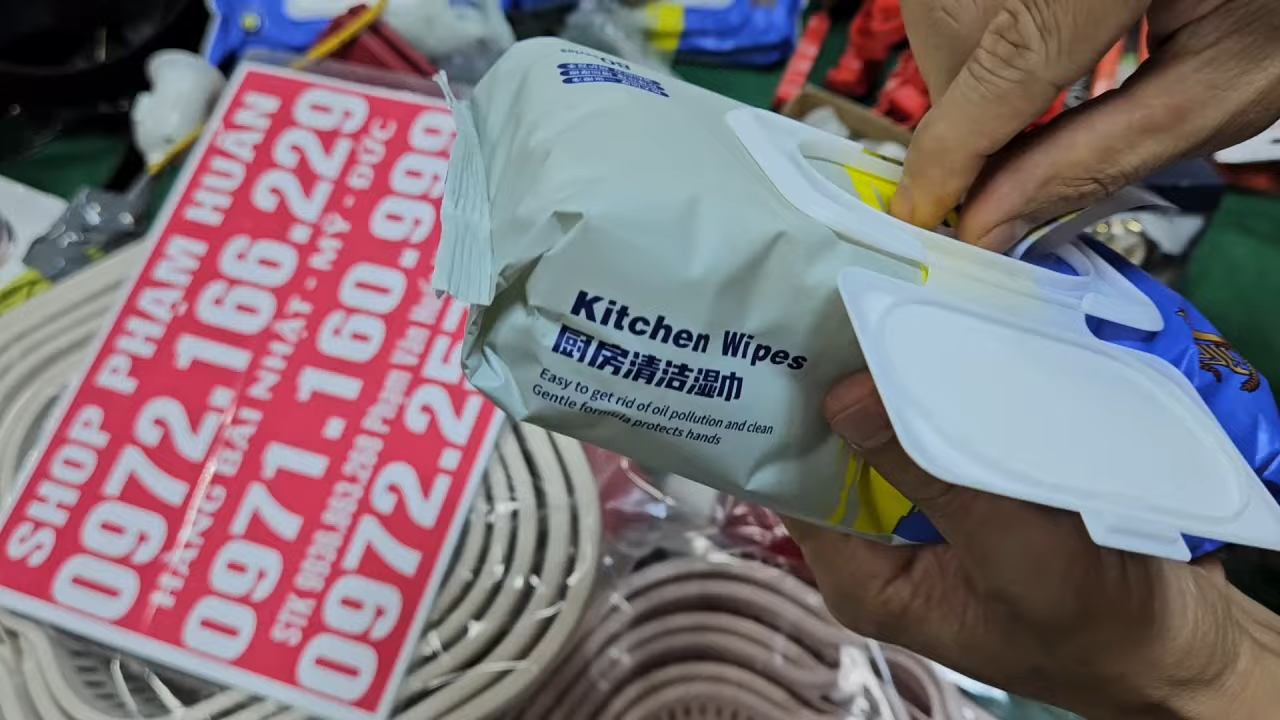 SHOP PHẠM HUẤN
0972.166.229
HÀNG BÃI NHẬT - MỸ - ĐỨC
0971.160.999
0972.25
Kitchen Wipes
厨房清洁湿巾
Easy to get rid of oil pollution and clean
Gentle formula protects hands